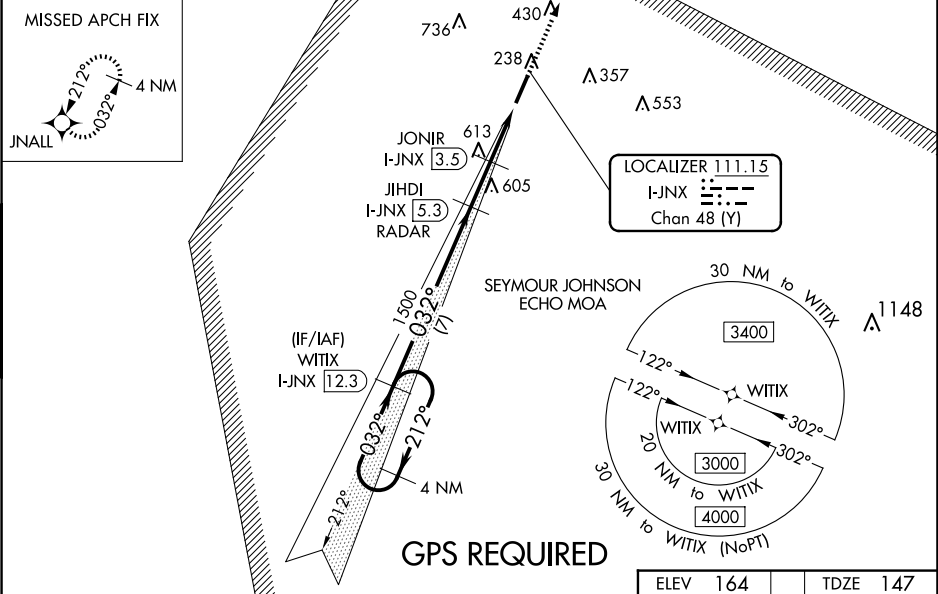 MISSED APCH FIX
212°
032°
4 NM
JNALL
736
430
238
357
553
JONIR
I-JNX 3.5
613
605
JIHDI
I-JNX 5.3
RADAR
LOCALIZER 111.15
I-JNX
Chan 48 (Y)
SEYMOUR JOHNSON
ECHO MOA
1500
032°
(7)
(IF/IAF)
WITIX
I-JNX 12.3
032°
212°
212°
4 NM
GPS REQUIRED
30 NM to WITIX
3400
1148
122°
WITIX
302°
122°
WITIX
302°
3000
20 NM to WITIX
4000
30 NM to WITIX (NoPT)
ELEV 164
TDZE 147